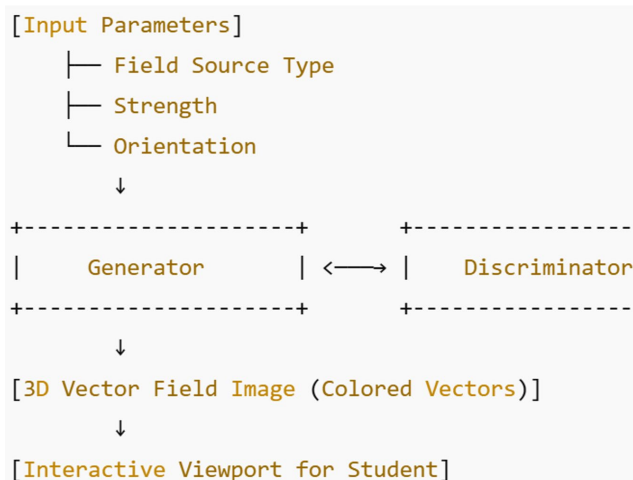 [Input Parameters]
├── Field Source Type
├── Strength
└── Orientation
↓
+---------------------+ +-----------------
| Generator | <——→ | Discriminator
+---------------------+ +-----------------
↓
[3D Vector Field Image (Colored Vectors)]
↓
[Interactive Viewport for Student]